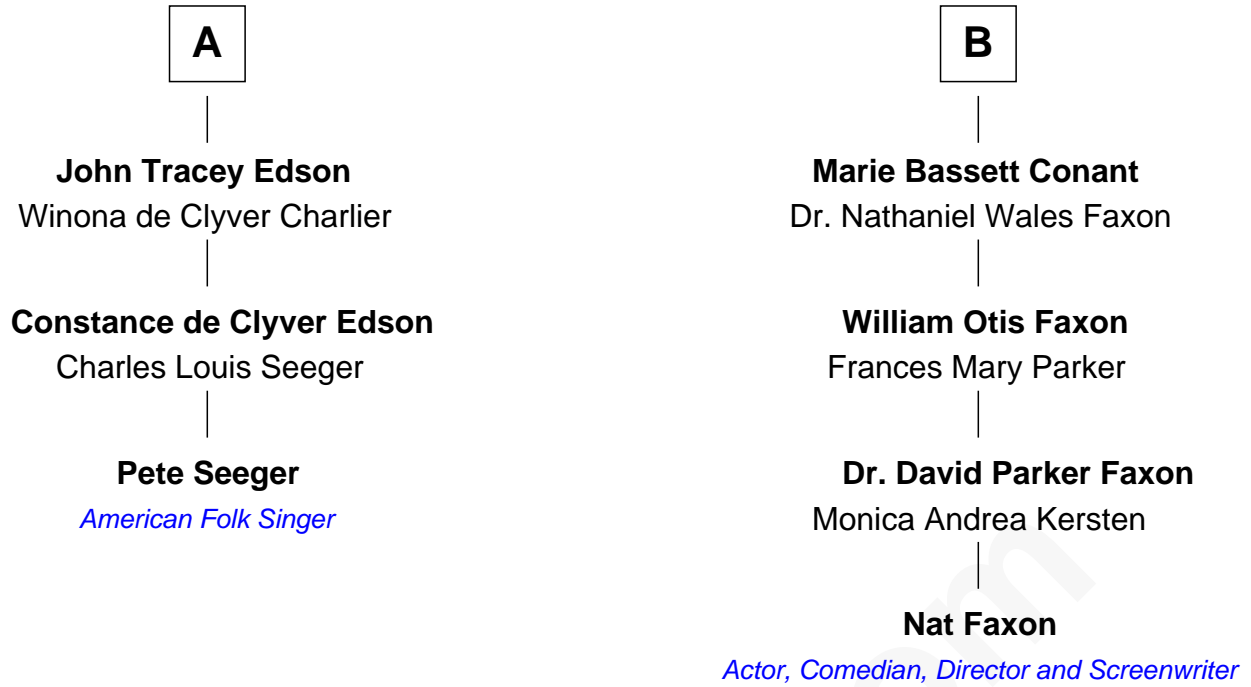 A
John Tracey Edson
Winona de Clyver Charlier
Constance de Clyver Edson
Charles Louis Seeger
Pete Seeger
American Folk Singer
B
Marie Bassett Conant
Dr. Nathaniel Wales Faxon
William Otis Faxon
Frances Mary Parker
Dr. David Parker Faxon
Monica Andrea Kersten
Nat Faxon
Actor, Comedian, Director and Screenwriter